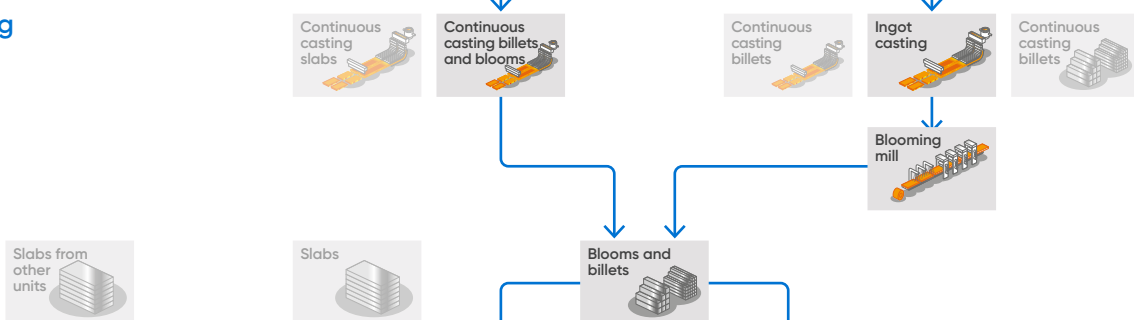 g
Continuous
casting
slabs
Continuous
casting billets
and blooms
Continuous
casting
billets
Ingot
casting
Continuous
casting
billets
Blooming
mill
Slabs from
other
units
Slabs
Blooms and
billets